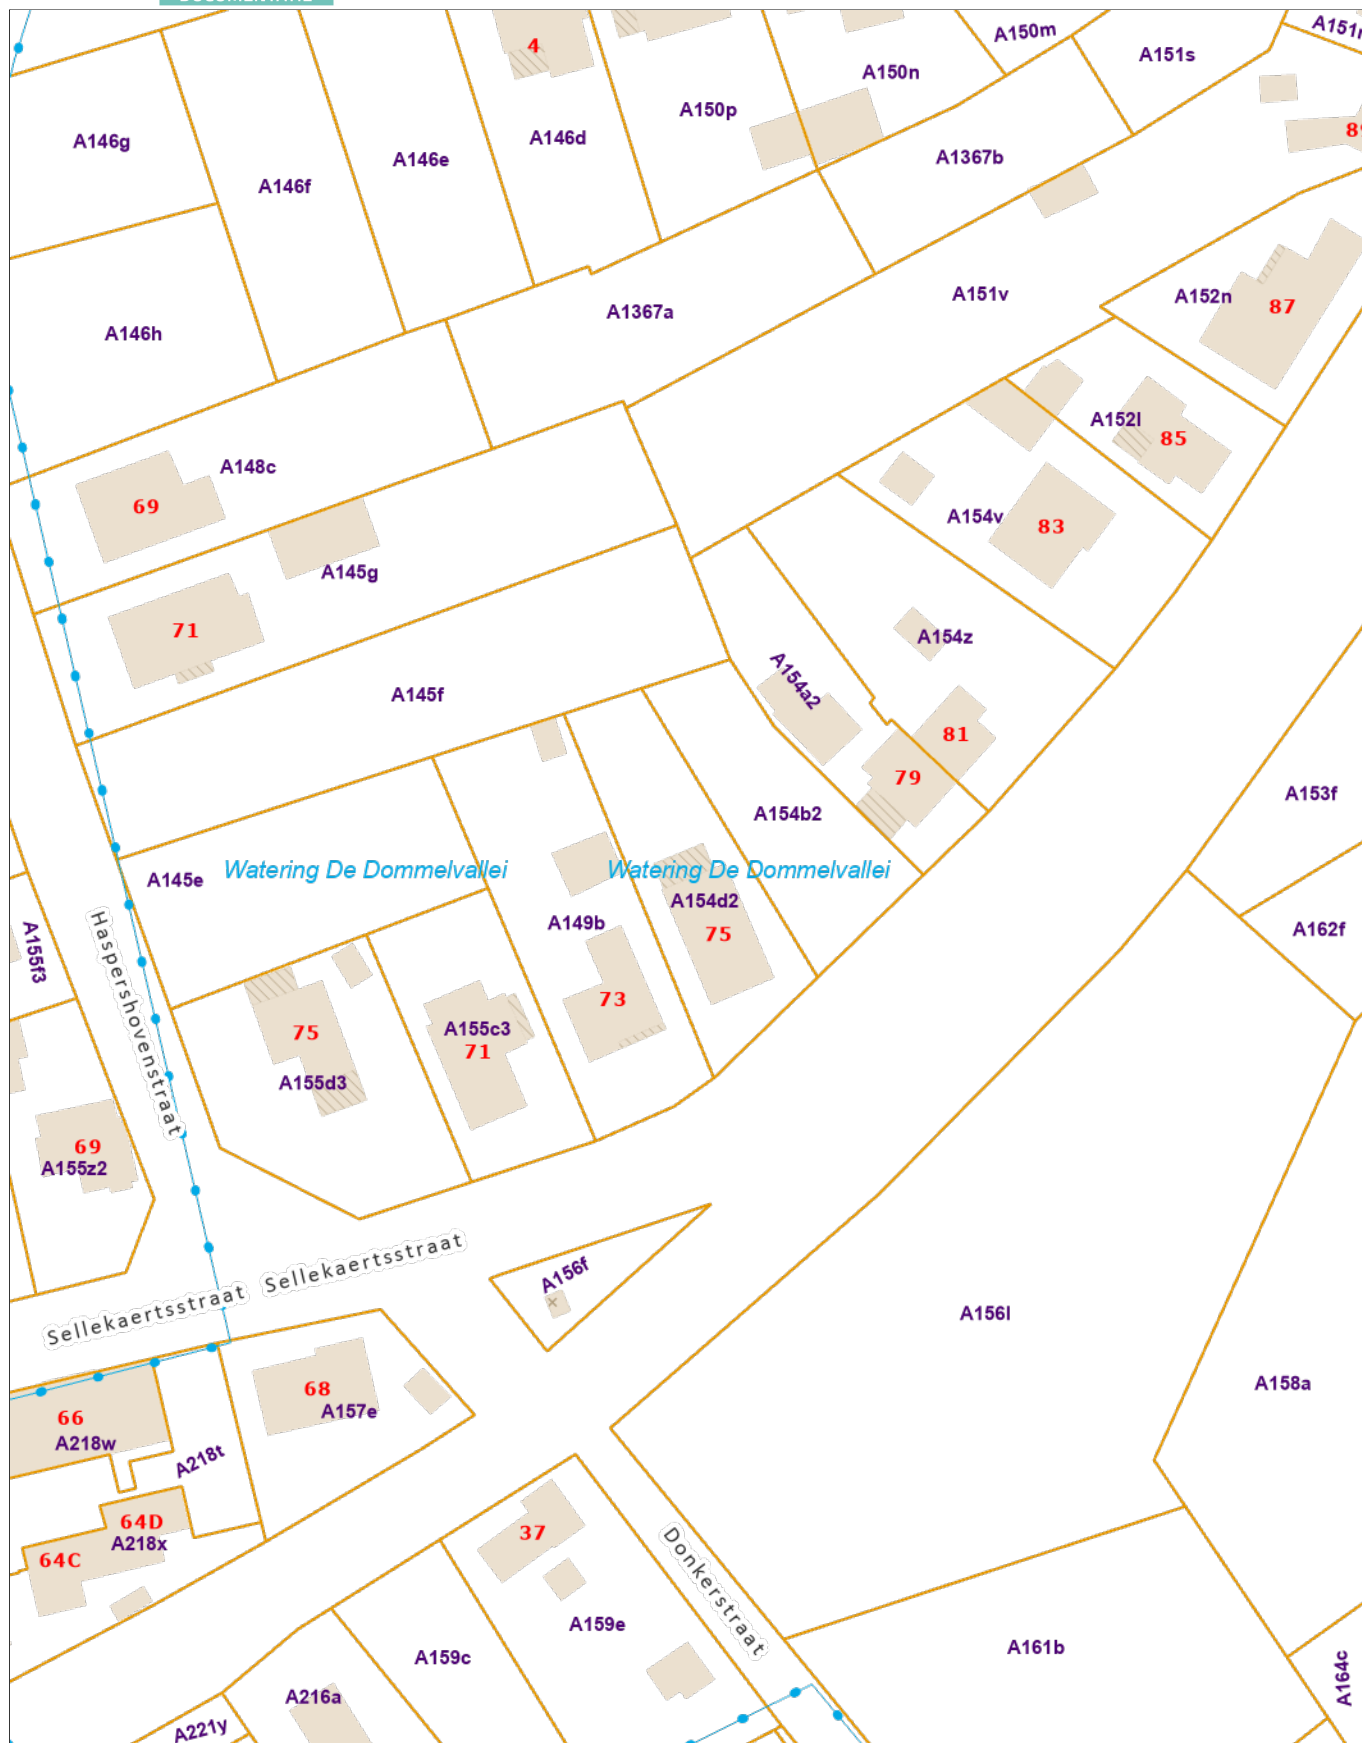 4
A150m
A151s
A150n
A150p
A146g
A146d
A146e
A1367b
A146f
A151v
A152n
87
A1367a
A146h
A152l
85
A148c
69
A154v
83
A145g
71
A154z
A154a2
A145f
81
79
A153f
A154b2
Watering De Dommelvallei
Watering De Dommelvallei
A145e
A154d2
75
A149b
A162f
A155f3
Haspershovenstraat
73
75
A155c3
71
A155d3
69
A155z2
Sellekaertsstraat
Sellekaertsstraat
A156f
A156l
A158a
68
A157e
66
A218w
A218t
64D
A218x
64C
37
Donkerstraat
A159e
A159c
A161b
A164c
A216a
A221y